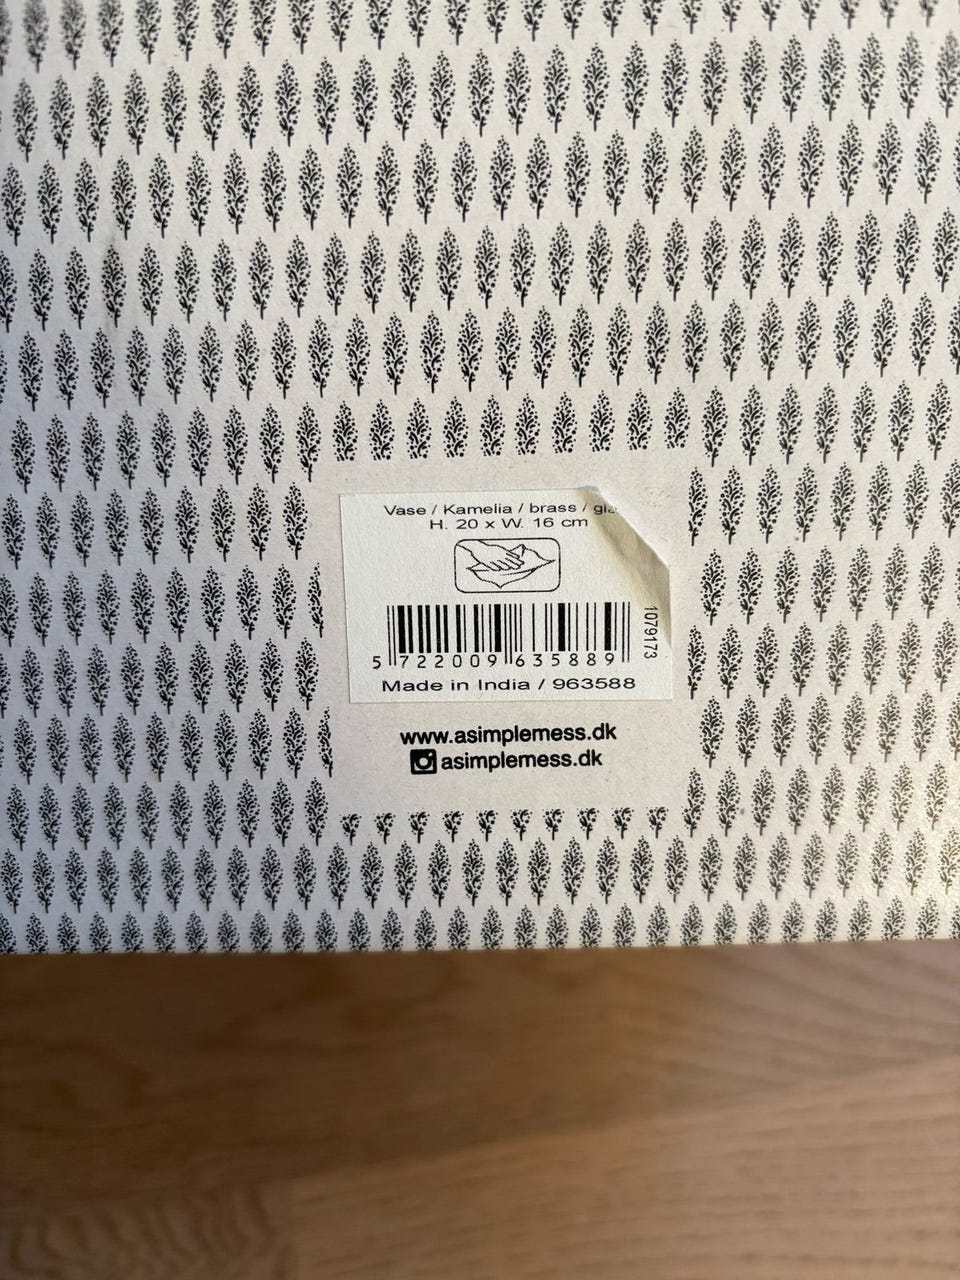 Vase / Kamelia / brass /
H. 20 x W. 16 cm
1079173
5 722009 635889
Made in India / 963588
www.asimplemess.dk
asimplemess.dk